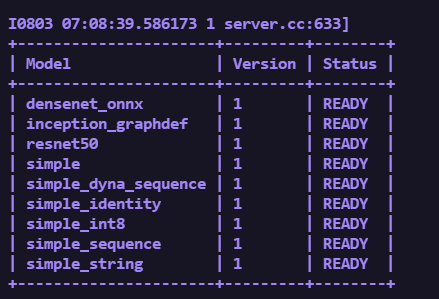 I0803 07:08:39.586173 1 server.cc:633]
+----------------------+---------+--------+
| Model                | Version | Status |
+----------------------+---------+--------+
| densenet_onnx        | 1       | READY  |
| inception_graphdef   | 1       | READY  |
| resnet50             | 1       | READY  |
| simple               | 1       | READY  |
| simple_dyna_sequence | 1       | READY  |
| simple_identity      | 1       | READY  |
| simple_int8          | 1       | READY  |
| simple_sequence      | 1       | READY  |
| simple_string        | 1       | READY  |
+----------------------+---------+--------+